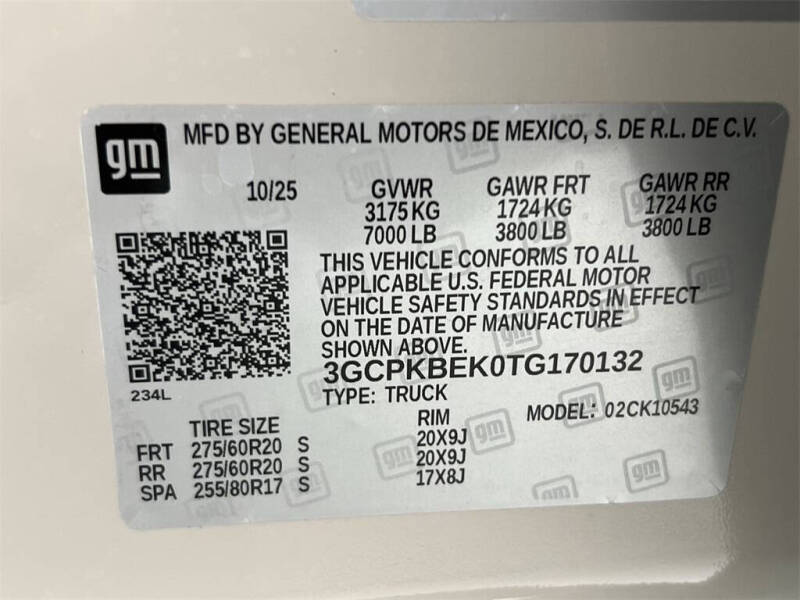 gm
MFD BY GENERAL MOTORS DE MEXICO, S. DE R.L. DE C.V.
10/25 GVWR GAWR FRT GAWR RR
3175 KG 1724 KG 1724 KG
7000 LB 3800 LB 3800 LB
THIS VEHICLE CONFORMS TO ALL
APPLICABLE U.S. FEDERAL MOTOR
VEHICLE SAFETY STANDARDS IN EFFECT
ON THE DATE OF MANUFACTURE
SHOWN ABOVE.
3GCPKBEK0TG170132
234L
TYPE: TRUCK
MODEL: 02CK10543
TIRE SIZE RIM
FRT 275/60R20 S 20X9J
RR 275/60R20 S 20X9J
SPA 255/80R17 S 17X8J